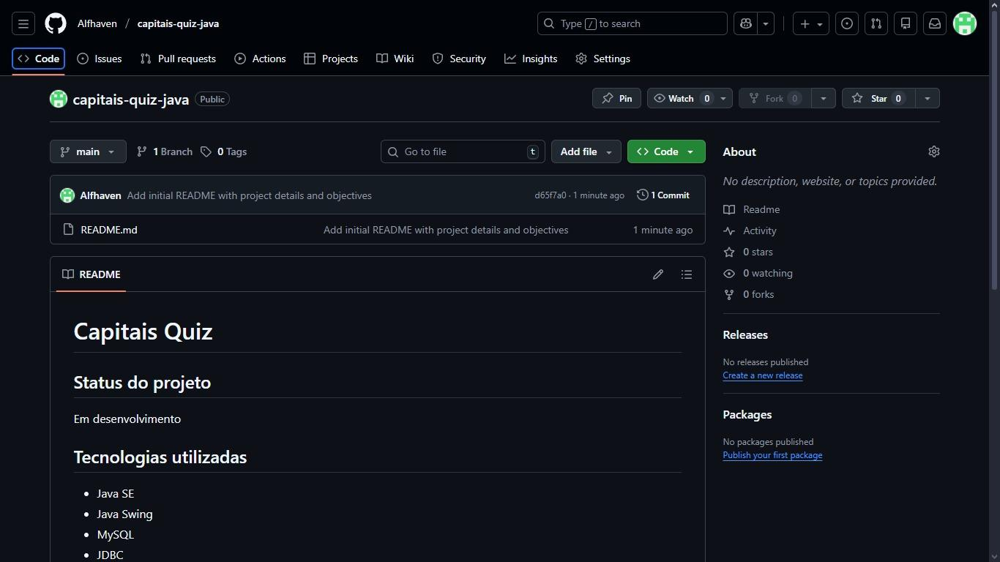 Alfhaven / capitais-quiz-java Type / to search
Code Issues Pull requests Actions Projects Wiki Security Insights Settings
capitais-quiz-java Public Pin Watch 0 Fork 0 Star 0
main 1 Branch 0 Tags Go to file t Add file Code
Alfhaven Add initial README with project details and objectives d65f7a0 · 1 minute ago 1 Commit
README.md Add initial README with project details and objectives 1 minute ago
README
Capitais Quiz
Status do projeto
Em desenvolvimento
Tecnologias utilizadas
Java SE
Java Swing
MySQL
JDBC
About
No description, website, or topics provided.
Readme
Activity
0 stars
0 watching
0 forks
Releases
No releases published
Create a new release
Packages
No packages published
Publish your first package